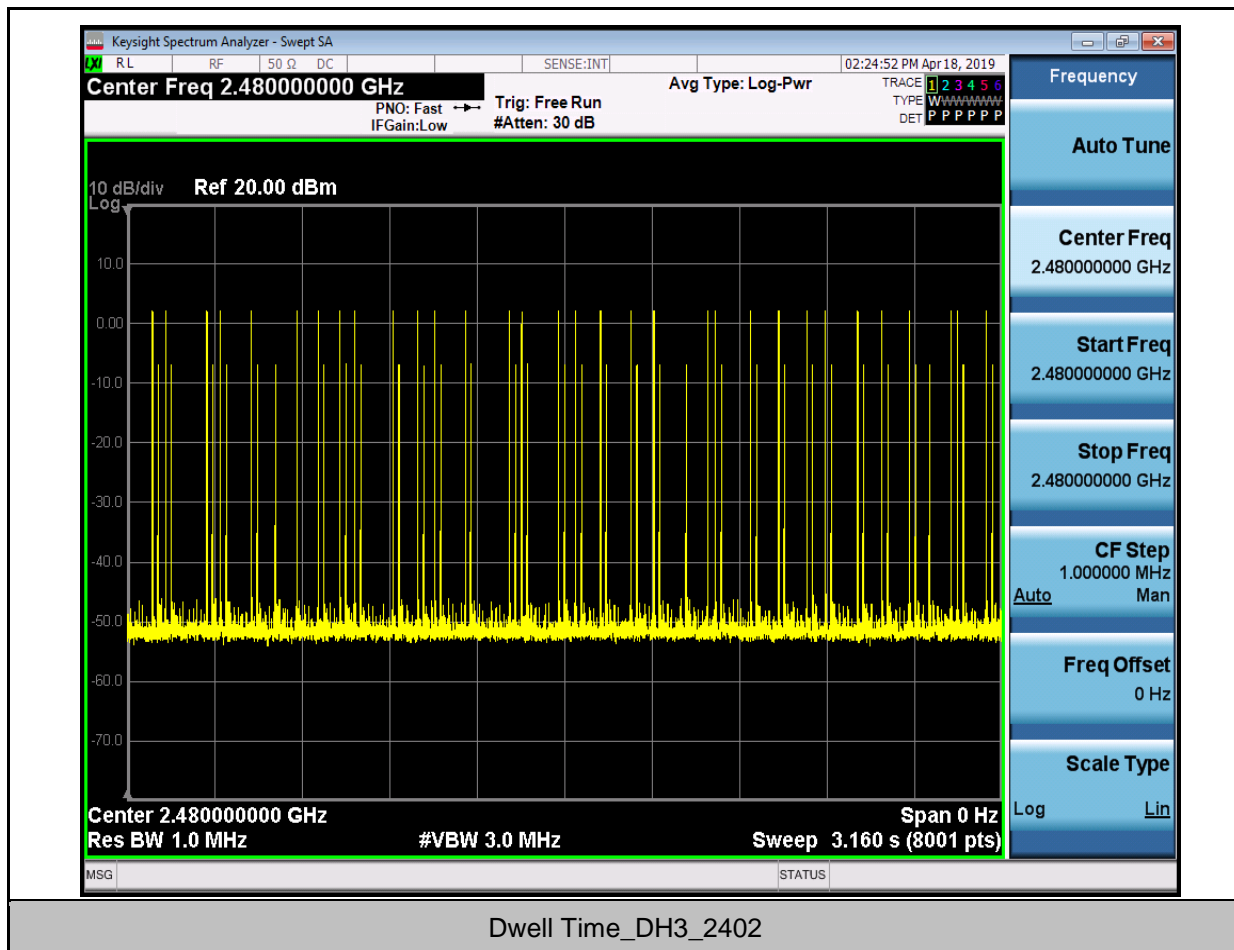 Keysight Spectrum Analyzer - Swept SA
LXI RL RF 50 Ω DC SENSE:INT 02:24:52 PM Apr 18, 2019
Center Freq 2.480000000 GHz
PNO: Fast
IFGain:Low
Trig: Free Run
#Atten: 30 dB
Avg Type: Log-Pwr
TRACE 1 2 3 4 5 6
TYPE WWWWWW
DET P P P P P P
10 dB/div Ref 20.00 dBm
Log
10.0
0.00
-10.0
-20.0
-30.0
-40.0
-50.0
-60.0
-70.0
Center 2.480000000 GHz Span 0 Hz
Res BW 1.0 MHz #VBW 3.0 MHz Sweep 3.160 s (8001 pts)
MSG STATUS
Frequency
Auto Tune
Center Freq
2.480000000 GHz
Start Freq
2.480000000 GHz
Stop Freq
2.480000000 GHz
CF Step
1.000000 MHz
Auto Man
Freq Offset
0 Hz
Scale Type
Log Lin
Dwell Time_DH3_2402